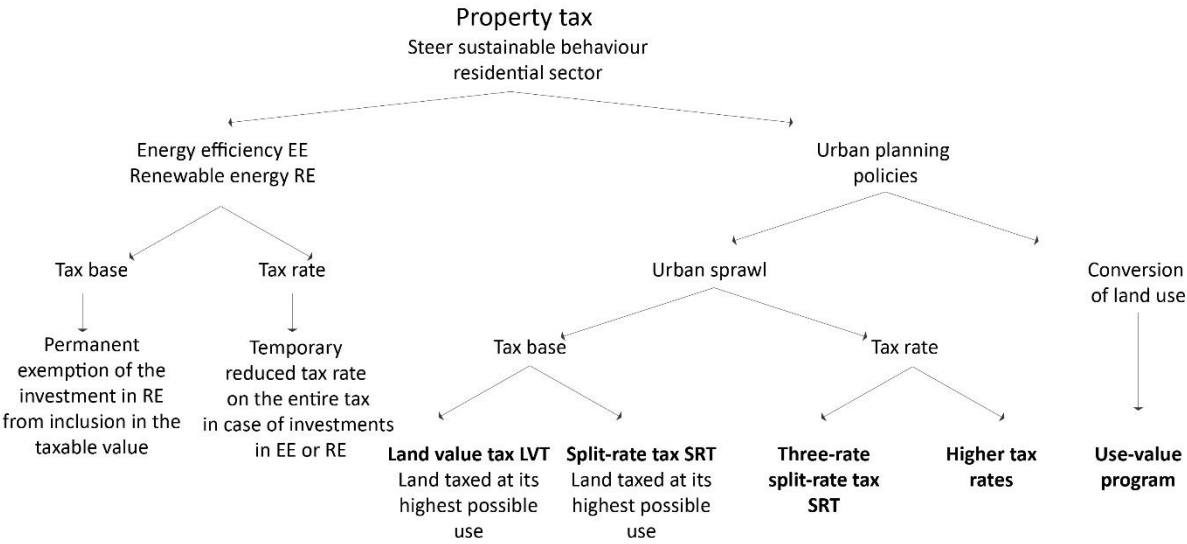 Property tax
Steer sustainable behaviour
residential sector
Energy efficiency EE
Renewable energy RE
Urban planning
policies
Tax base
Tax rate
Urban sprawl
Conversion
of land use
Permanent
exemption of the
investment in RE
from inclusion in the
taxable value
Temporary
reduced tax rate
on the entire tax
in case of investments
in EE or RE
Tax base
Tax rate
Land value tax LVT
Land taxed at its
highest possible
use
Split-rate tax SRT
Land taxed at its
highest possible
use
Three-rate
split-rate tax
SRT
Higher tax
rates
Use-value
program